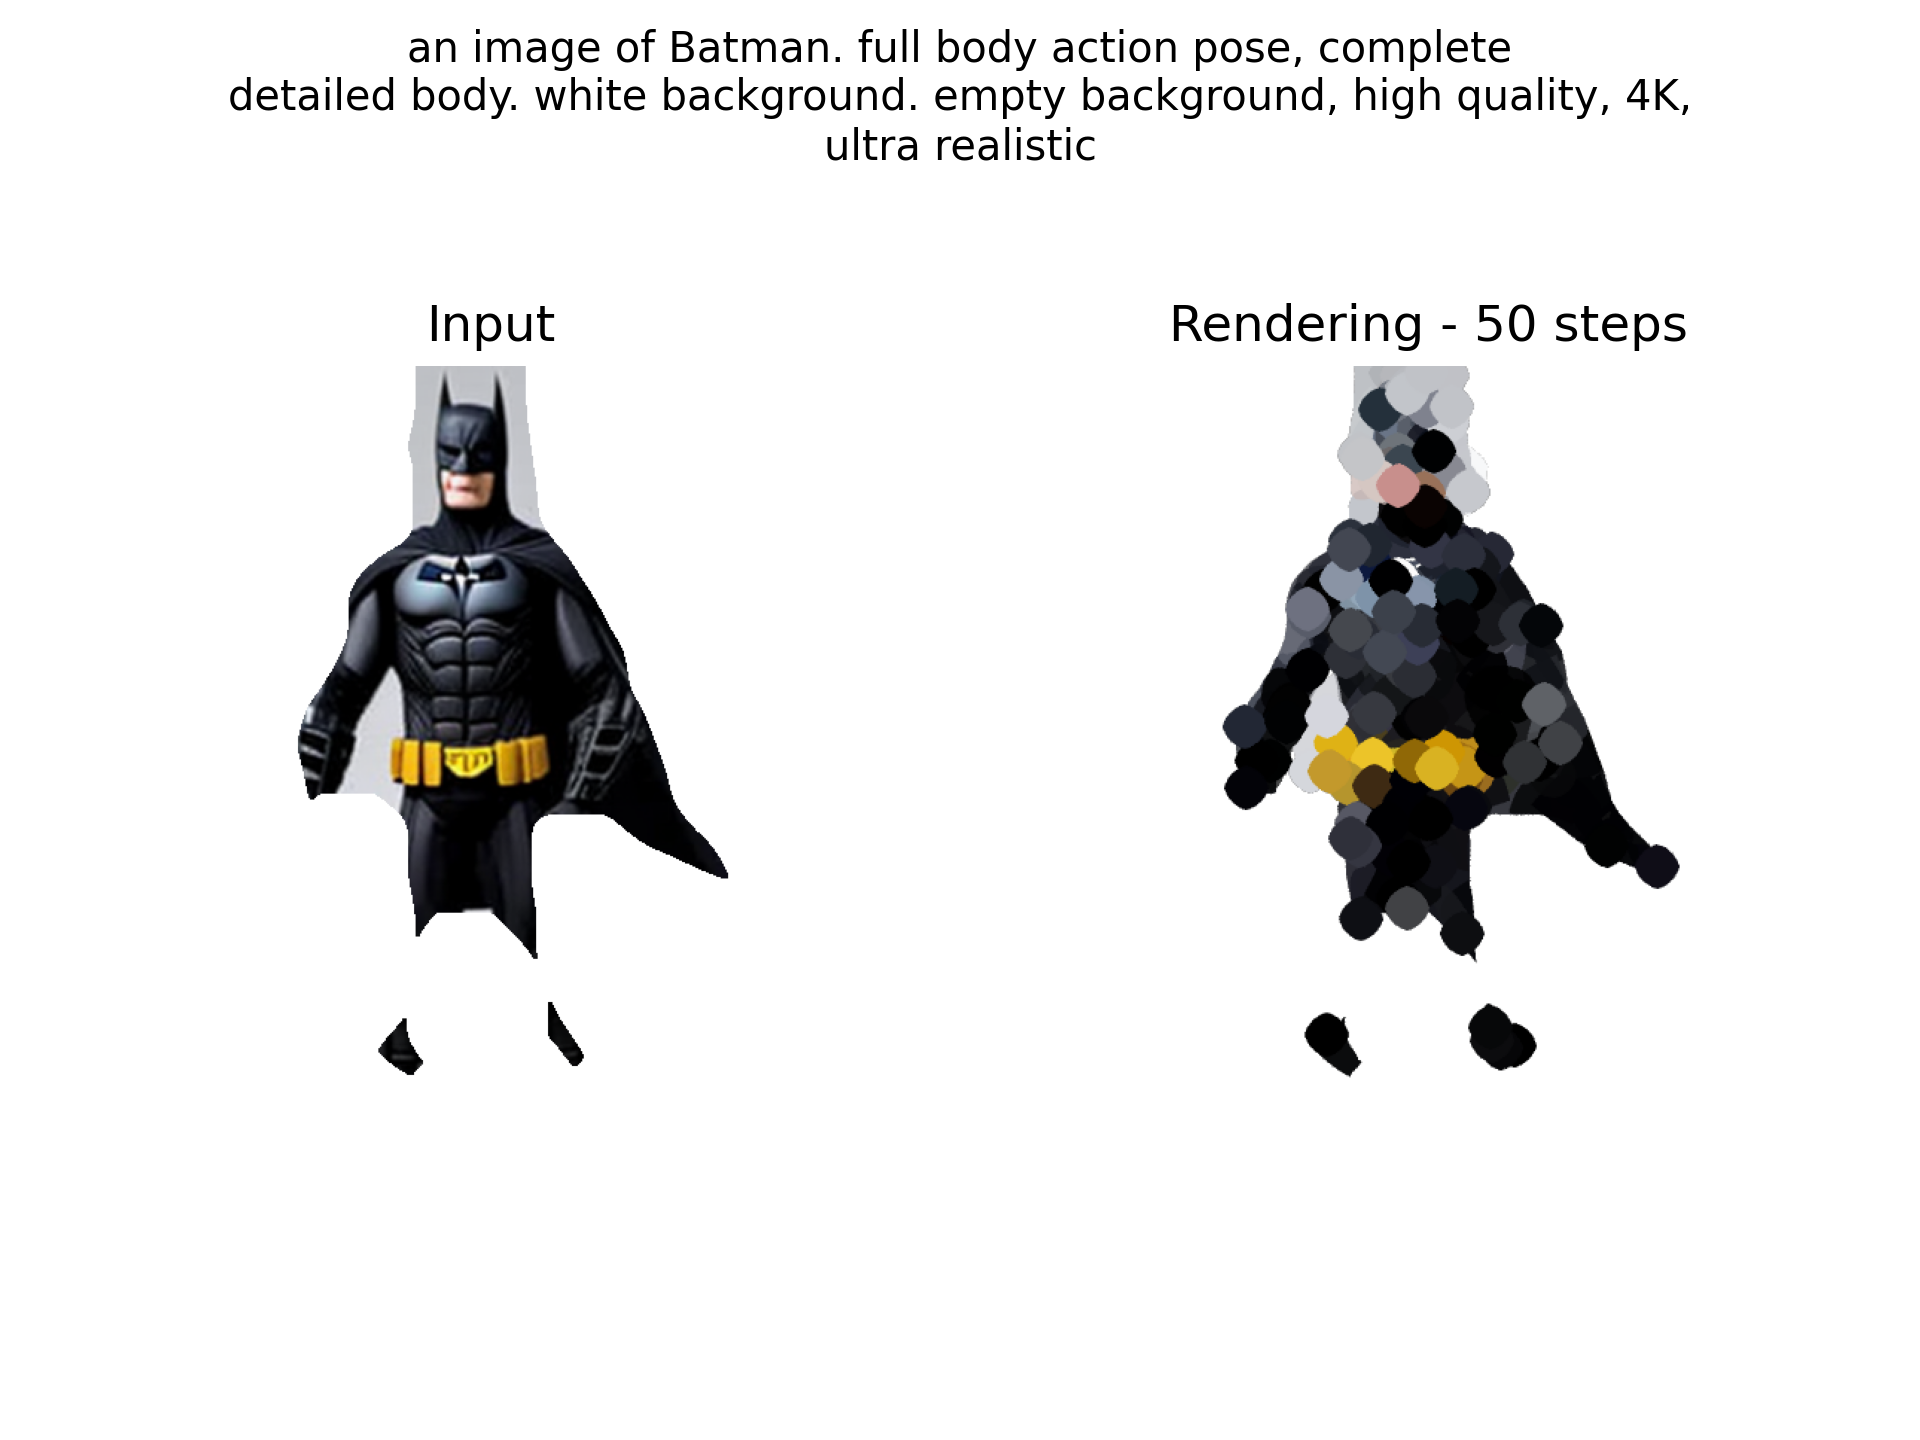 an image of Batman. full body action pose, complete
detailed body. white background. empty background, high quality, 4K,
ultra realistic
Input
Rendering - 50 steps